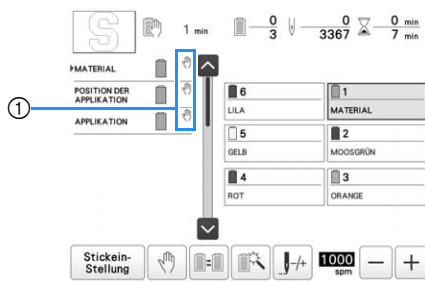 S
1 min
0
3
0
3367
0 min
7 min
MATERIAL
POSITION DER
APPLIKATION
APPLIKATION
1
6
LILA
1
MATERIAL
5
GELB
2
MOOSGRÜN
4
ROT
3
ORANGE
Stickein-
Stellung
-/+
1000
spm
−
+